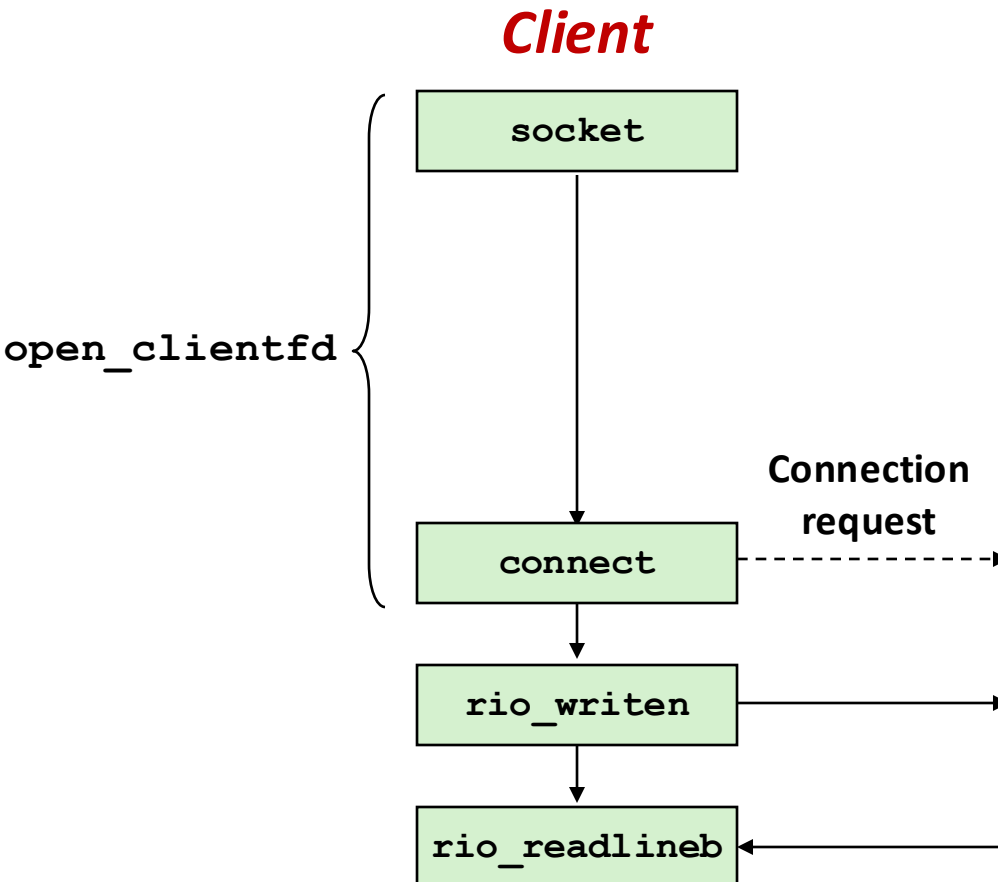 Client
socket
open_clientfd
Connection
request
connect
rio_writen
rio_readlineb